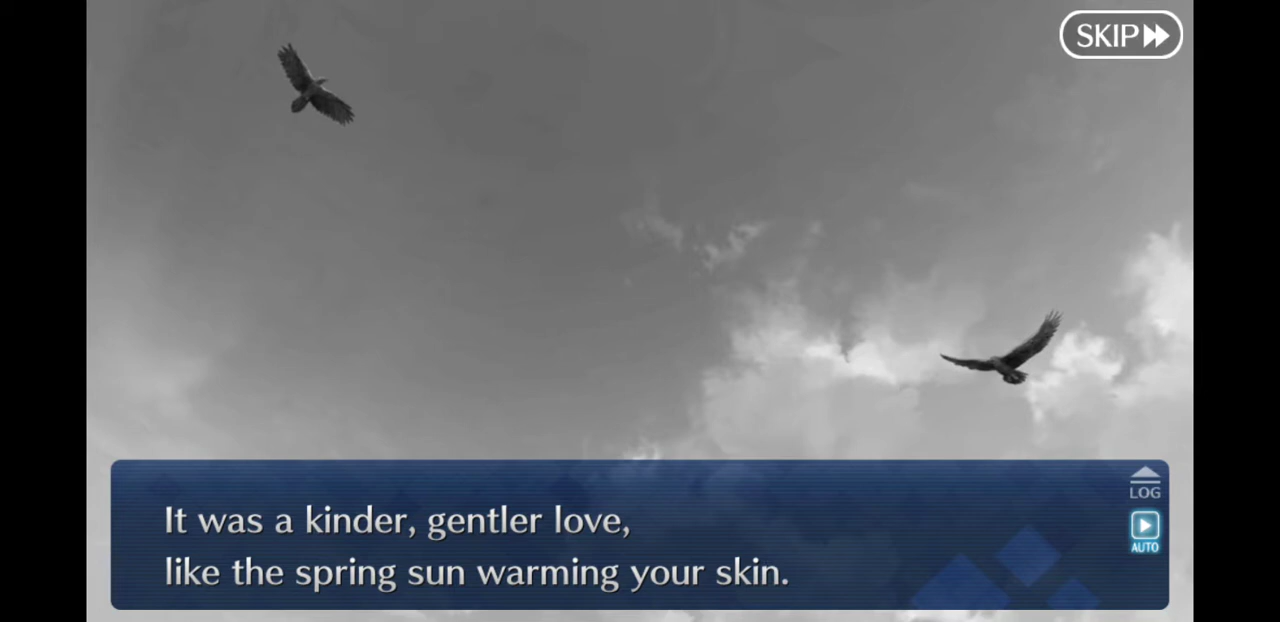 SKIP
LOG
It was a kinder, gentler love,
like the spring sun warming your skin.
AUTO